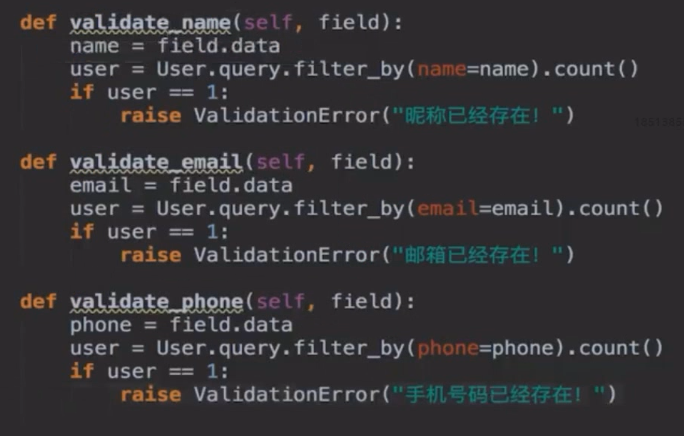 def validate_name(self, field):
name = field.data
user = User.query.filter_by(name=name).count()
if user == 1:
raise ValidationError("昵称已经存在！")
def validate_email(self, field):
email = field.data
user = User.query.filter_by(email=email).count()
if user == 1:
raise ValidationError("邮箱已经存在！")
def validate_phone(self, field):
phone = field.data
user = User.query.filter_by(phone=phone).count()
if user == 1:
raise ValidationError("手机号码已经存在！")